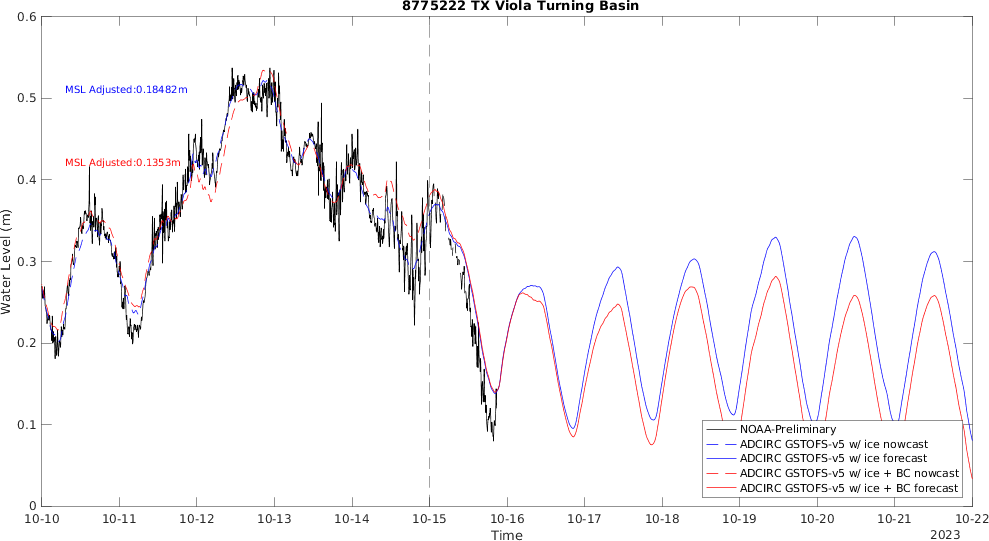 8775222 TX Viola Turning Basin
0.6
0.5
0.4
0.3
0.2
0.1
0
Water Level (m)
MSL Adjusted:0.18482m
MSL Adjusted:0.1353m
NOAA-Preliminary
ADCIRC GSTOFS-v5 w/ ice nowcast
ADCIRC GSTOFS-v5 w/ ice forecast
ADCIRC GSTOFS-v5 w/ ice + BC nowcast
ADCIRC GSTOFS-v5 w/ ice + BC forecast
10-10 10-11 10-12 10-13 10-14 10-15 10-16 10-17 10-18 10-19 10-20 10-21 10-22
Time
2023